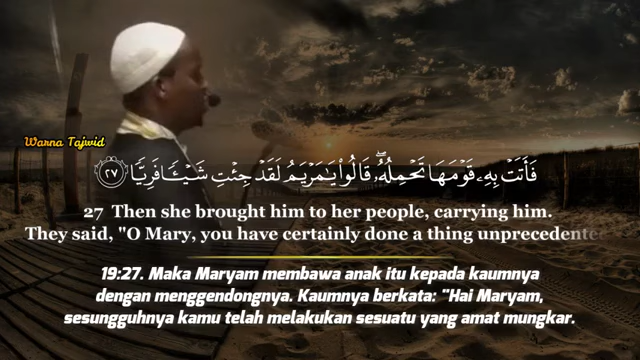 Warna Tajwid
فَأَتَتْ بِهِۦ قَوْمَهَا تَحْمِلُهُۥ ۖ قَالُوا۟ يَـٰمَرْيَمُ لَقَدْ جِئْتِ شَيْـًٔا فَرِيًّا ٢٧
27 Then she brought him to her people, carrying him.
They said, "O Mary, you have certainly done a thing unprecedented
19:27. Maka Maryam membawa anak itu kepada kaumnya
dengan menggendongnya. Kaumnya berkata: "Hai Maryam,
sesungguhnya kamu telah melakukan sesuatu yang amat mungkar.